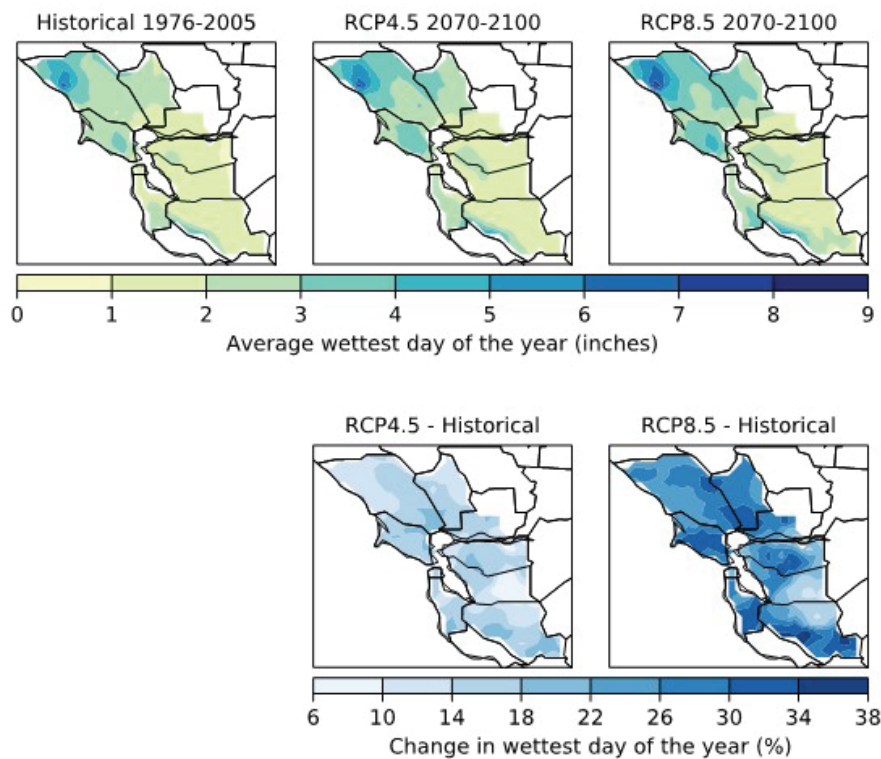 Historical 1976-2005 RCP4.5 2070-2100 RCP8.5 2070-2100
0 1 2 3 4 5 6 7 8 9
Average wettest day of the year (inches)
RCP4.5 - Historical RCP8.5 - Historical
6 10 14 18 22 26 30 34 38
Change in wettest day of the year (%)